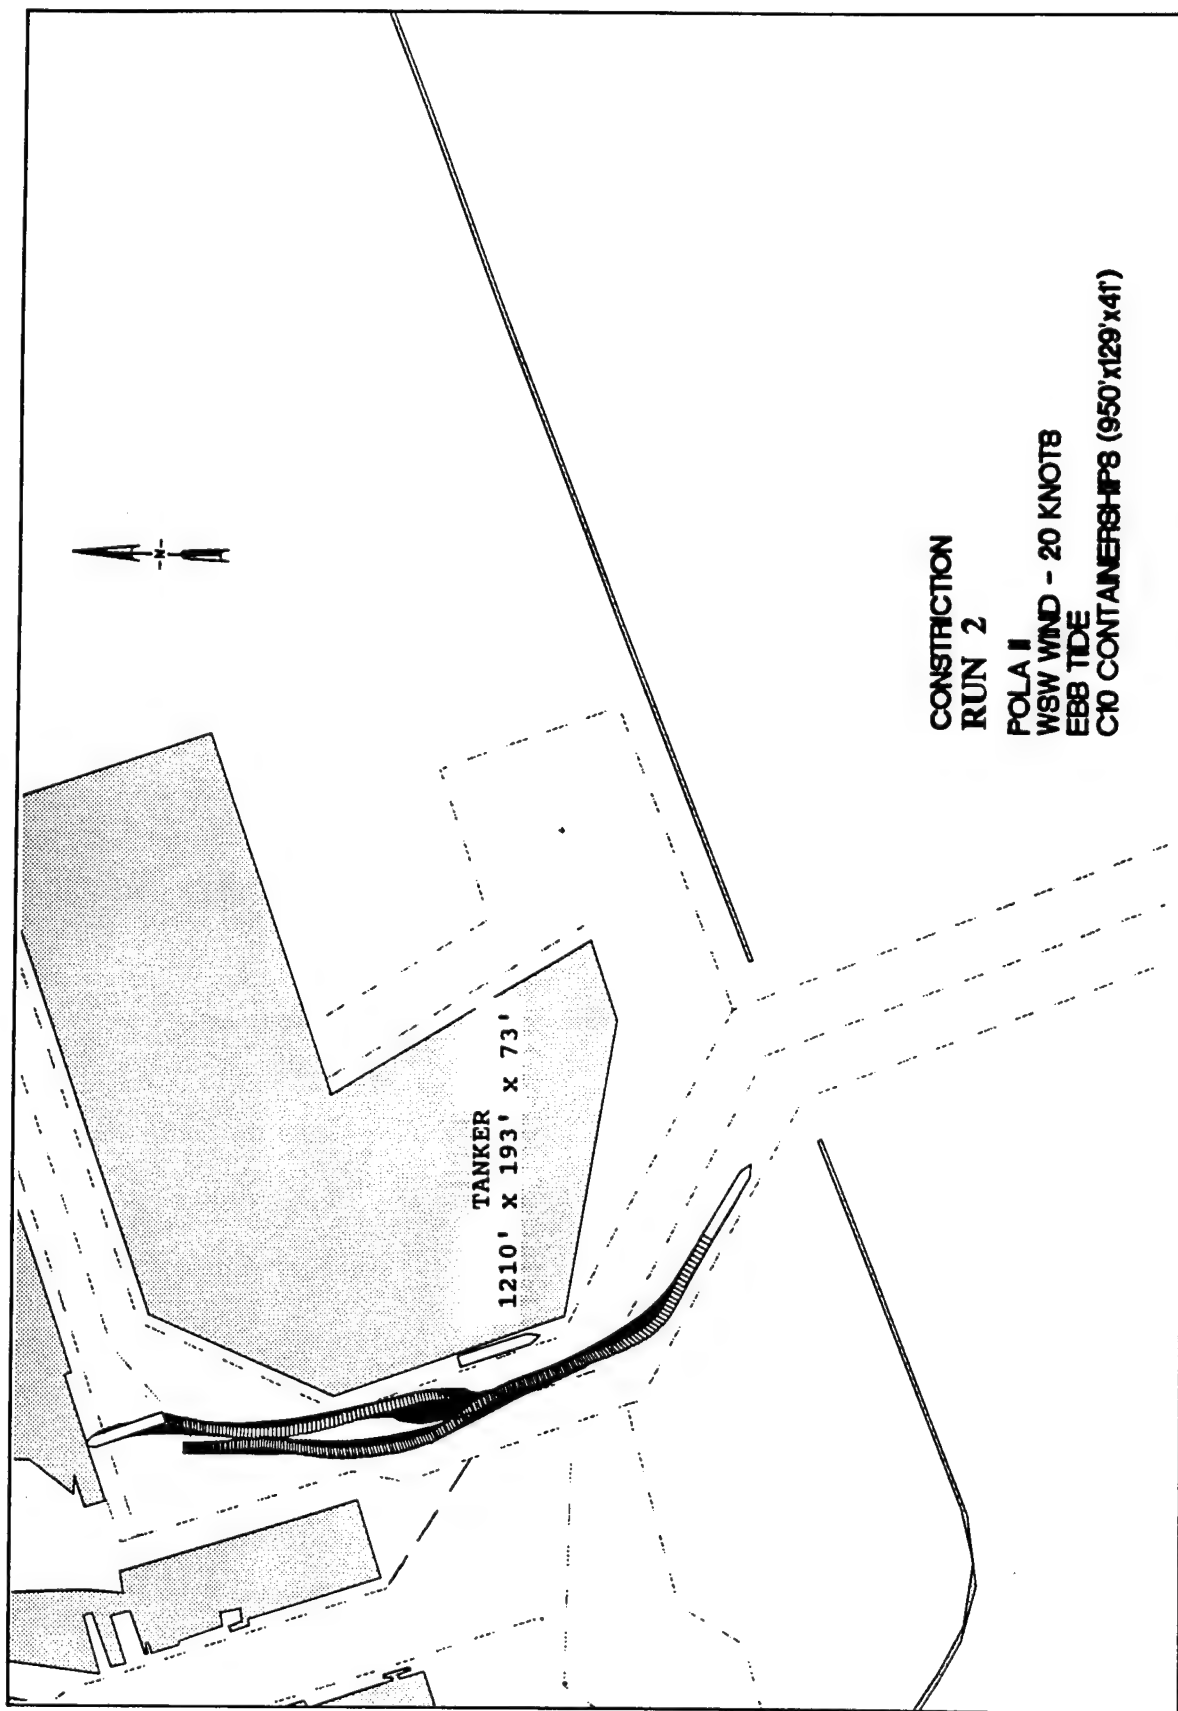 -N-
TANKER
1210' x 193' x 73'
CONSTRICTION
RUN 2
POLA II
WSW WIND - 20 KNOTS
EBB TIDE
C10 CONTAINERSHIPS (950'x129'x41')